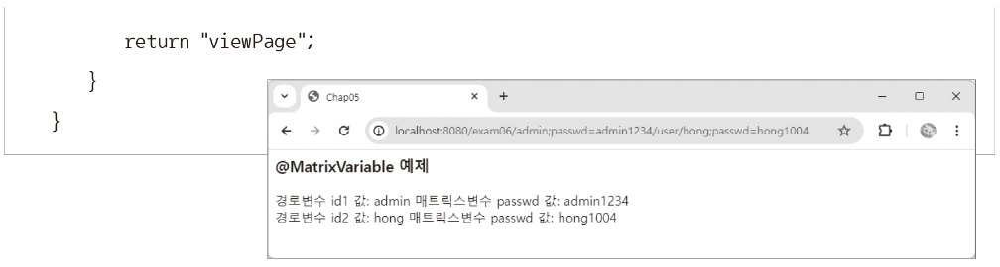 return "viewPage";
}
}
Chap05
localhost:8080/exam06/admin;passwd=admin1234/user/hong;passwd=hong1004
@MatrixVariable 예제
경로변수 id1 값: admin 매트릭스변수 passwd 값: admin1234
경로변수 id2 값: hong 매트릭스변수 passwd 값: hong1004